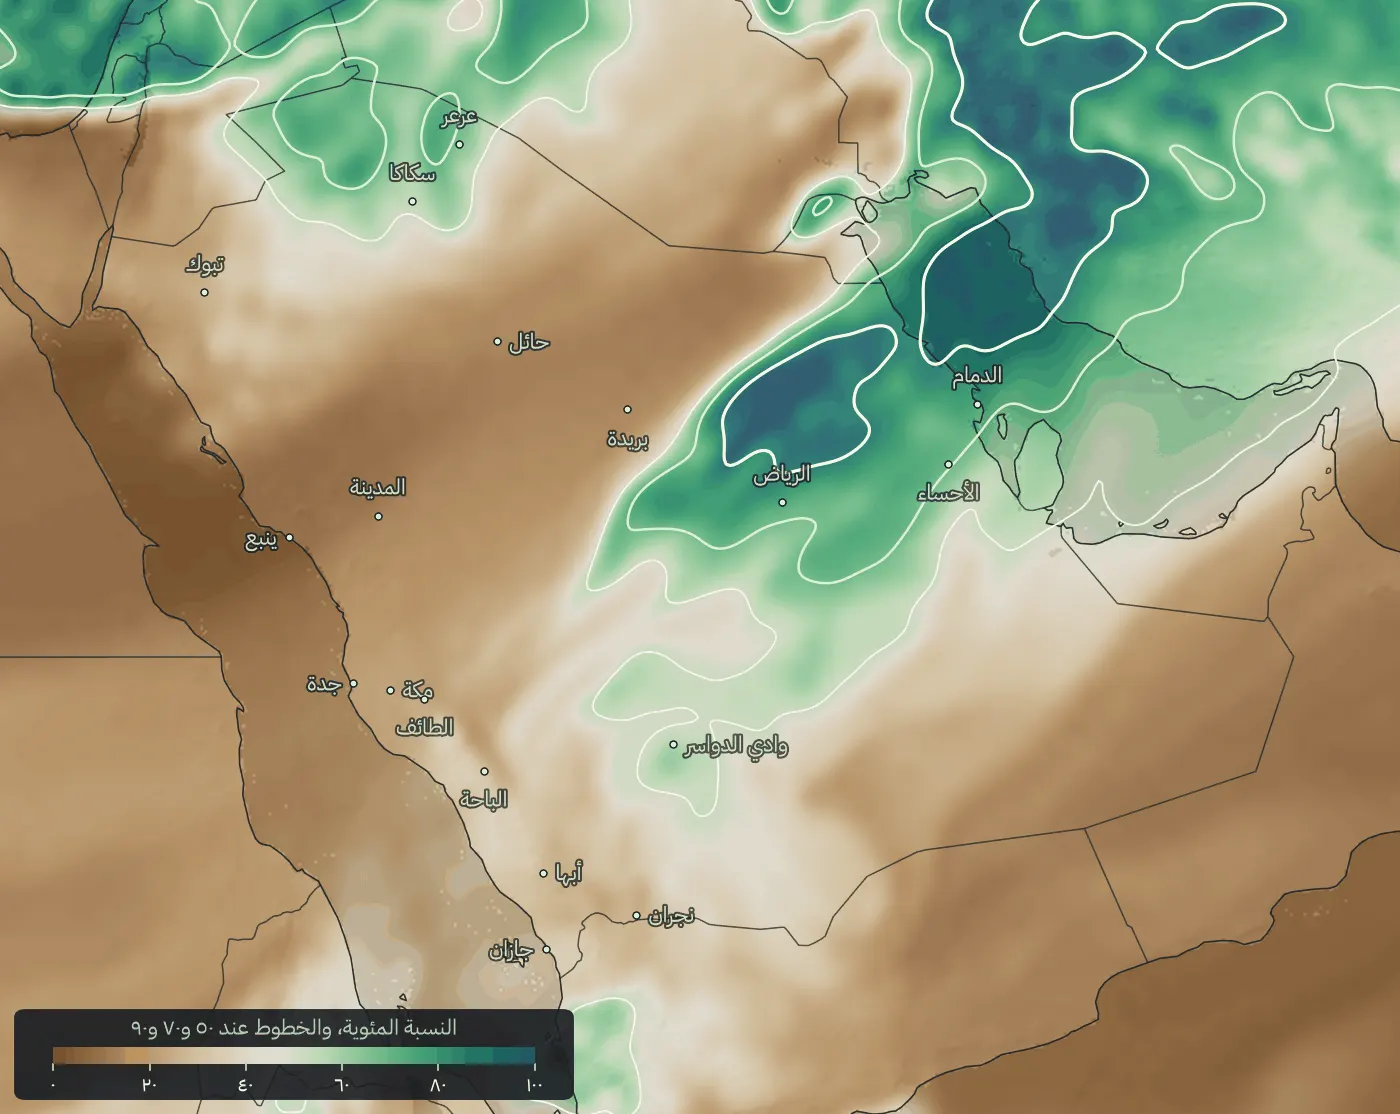 عرعر
سكاكا
تبوك
حائل
الدمام
بريدة
الرياض
المدينة
الأحساء
ينبع
جدة
مكة
الطائف
وادي الدواسر
الباحة
أبها
نجران
جازان
النسبة المئوية، والخطوط عند ٥٠ و٧٠ و٩٠
٠ ٢٠ ٤٠ ٦٠ ٨٠ ١٠٠